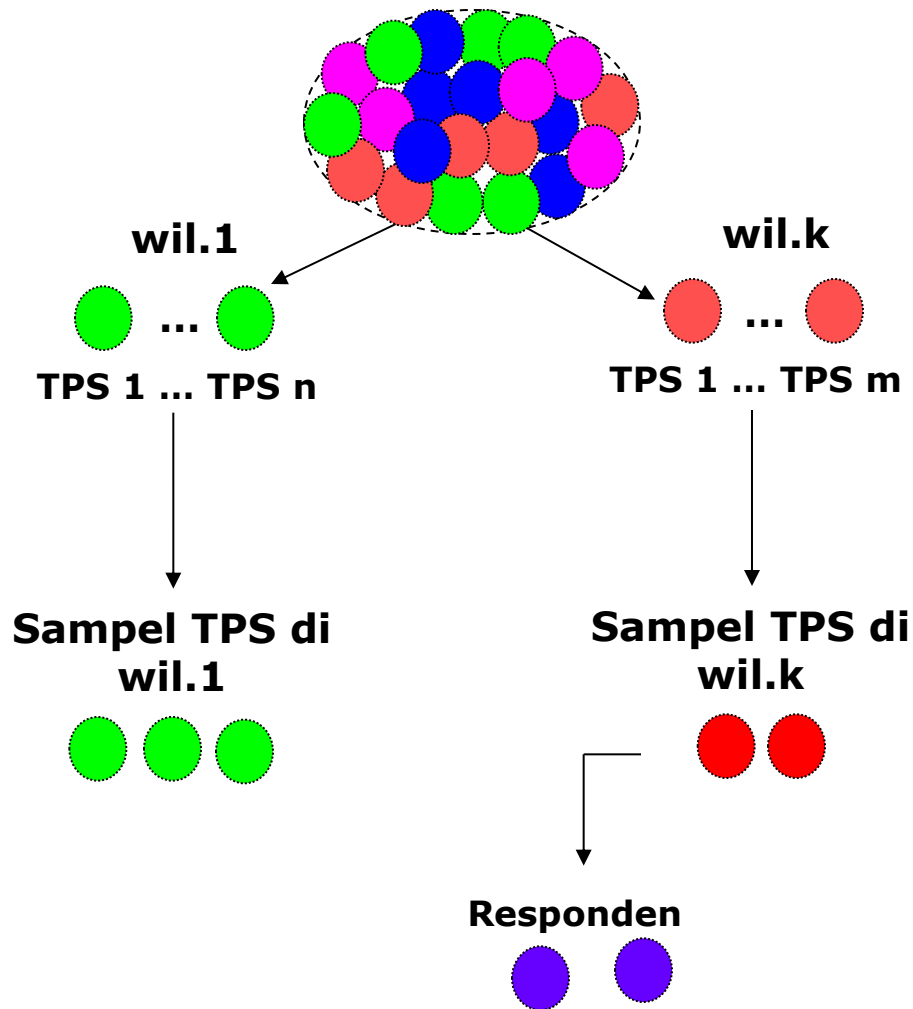 wil.1
wil.k
...
...
TPS 1 ... TPS n
TPS 1 ... TPS m
Sampel TPS di
wil.1
Sampel TPS di
wil.k
Responden